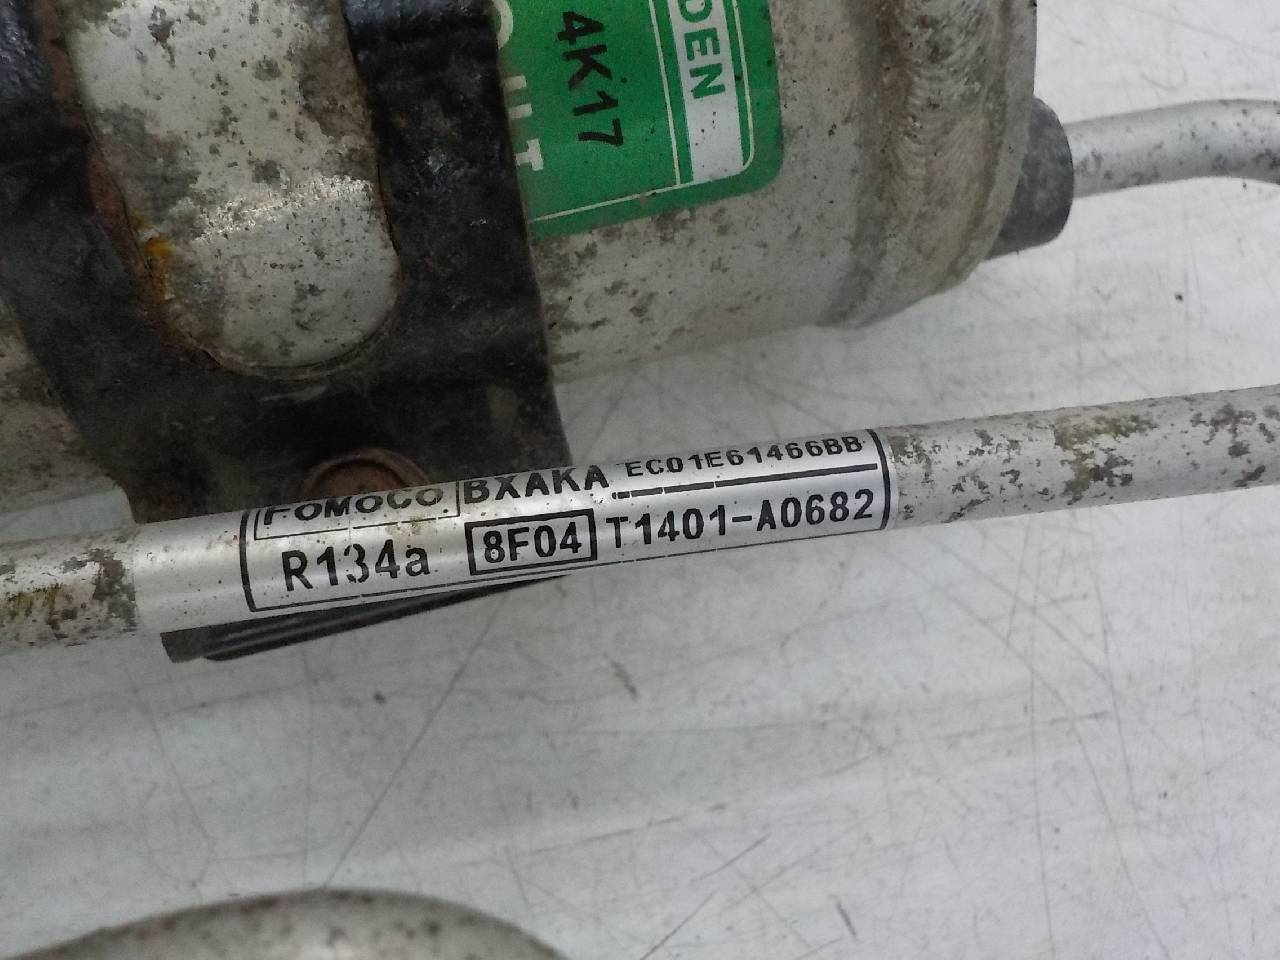 DEN
4K17
FOMOCO BXAKA EC01E61466BB
R134a 8F04 T1401-A0682